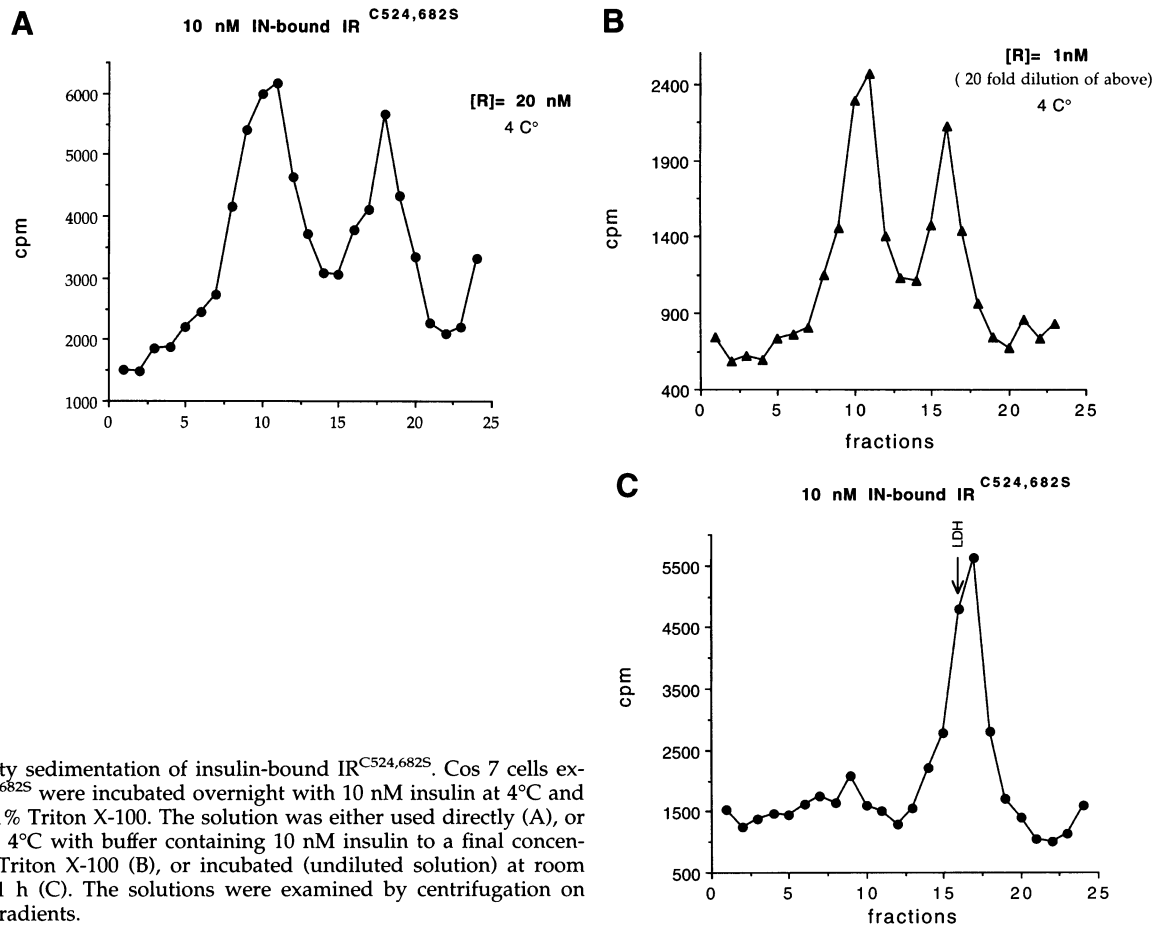 A
10 nM IN-bound IR C524,682S
[R]= 20 nM
4 C°
cpm
6000
5000
4000
3000
2000
1000
0 5 10 15 20 25
B
[R]= 1nM
( 20 fold dilution of above)
4 C°
cpm
2400
1900
1400
900
400
0 5 10 15 20 25
fractions
C
10 nM IN-bound IR C524,682S
LDH
cpm
5500
4500
3500
2500
1500
500
0 5 10 15 20 25
fractions
ty sedimentation of insulin-bound IRC524,682S. Cos 7 cells ex-
682S were incubated overnight with 10 nM insulin at 4°C and
% Triton X-100. The solution was either used directly (A), or
4°C with buffer containing 10 nM insulin to a final concen-
Triton X-100 (B), or incubated (undiluted solution) at room
1 h (C). The solutions were examined by centrifugation on
radients.